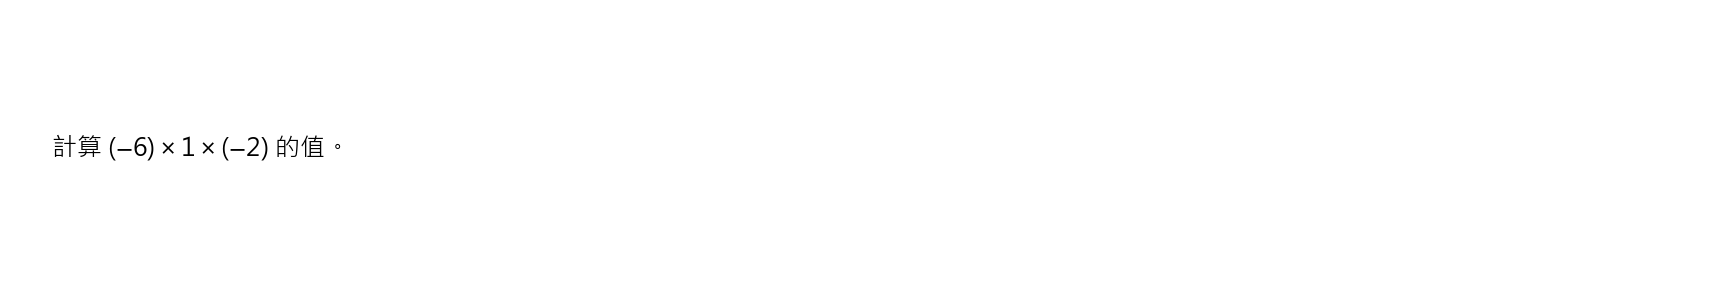 計算 (–6) × 1 × (–2) 的值。